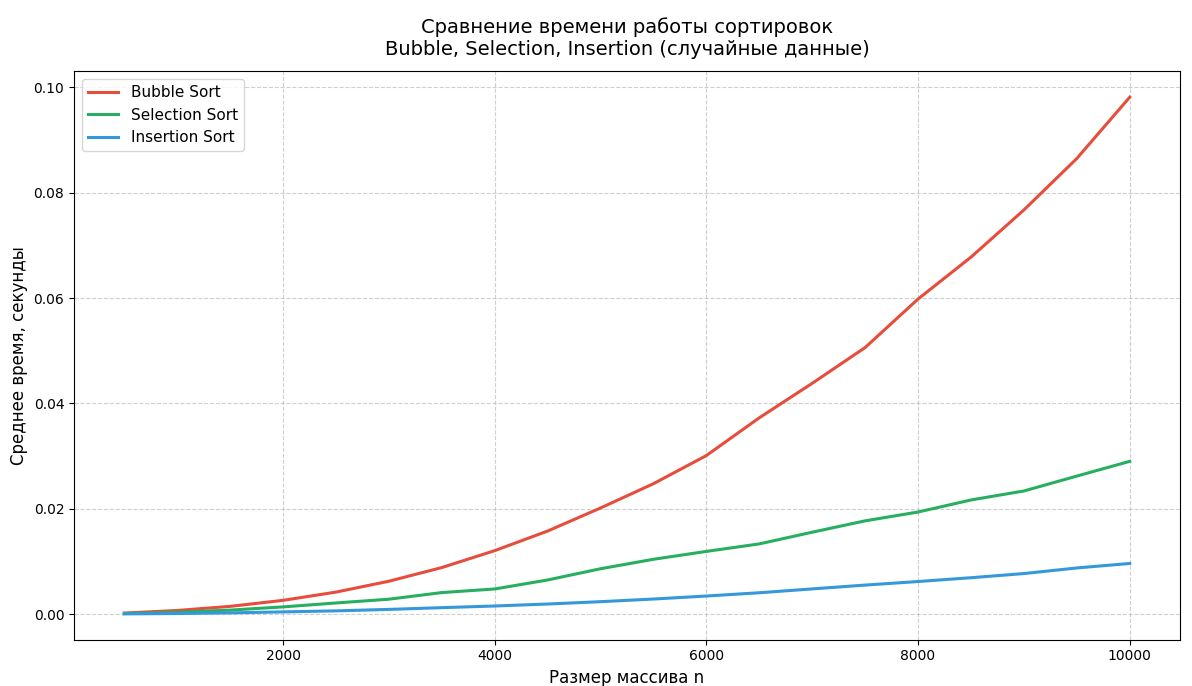 Сравнение времени работы сортировок
Bubble, Selection, Insertion (случайные данные)
Bubble Sort
Selection Sort
Insertion Sort
Среднее время, секунды
0.10
0.08
0.06
0.04
0.02
0.00
2000
4000
6000
8000
10000
Размер массива n